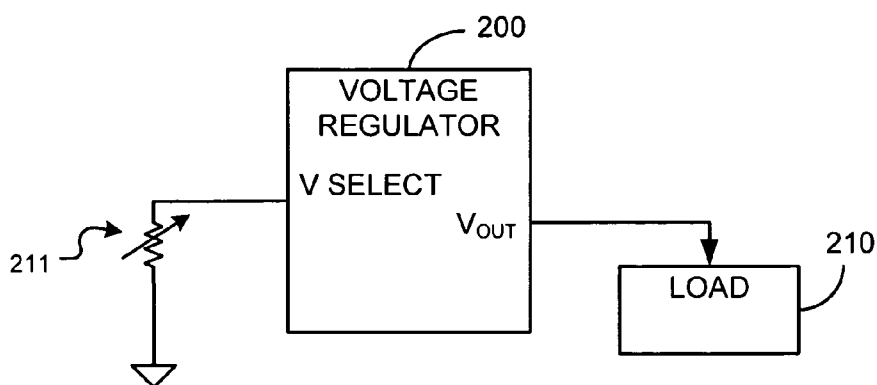 200
VOLTAGE
REGULATOR
V SELECT
VOUT
211
210
LOAD